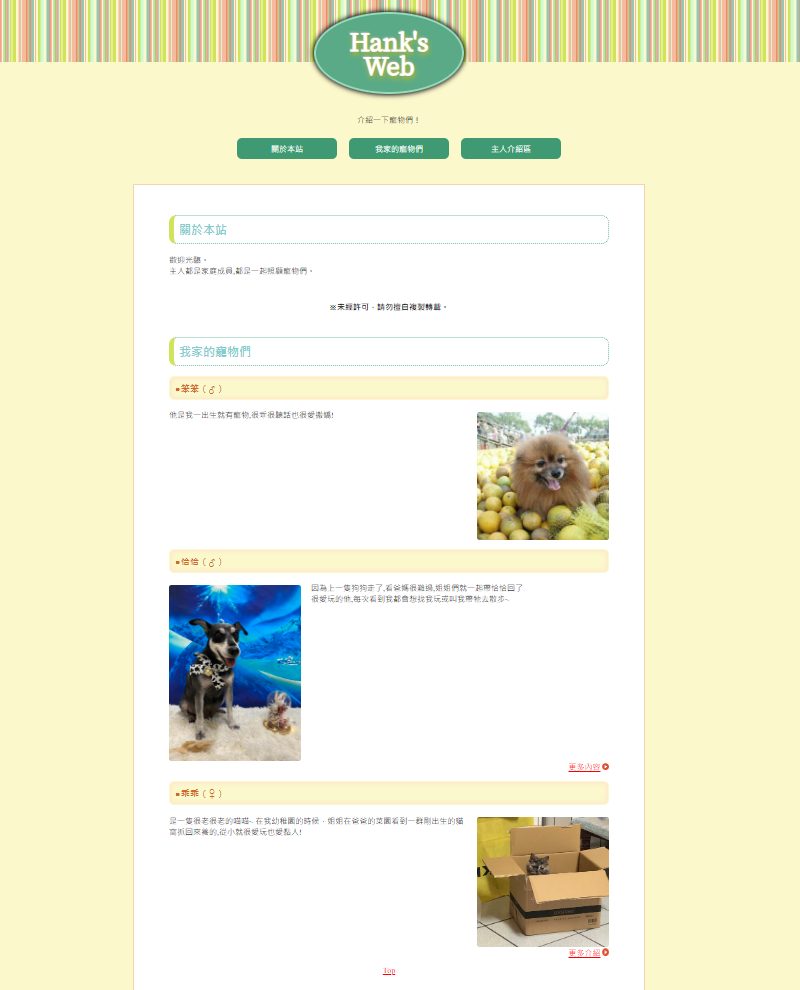 Hank's
Web
介紹一下寵物們！
關於本站
我家的寵物們
主人介紹區
關於本站
歡迎光臨。
主人都是家庭成員,都是一起照顧寵物們。
※未經許可，請勿擅自複製轉載。
我家的寵物們
▪笨笨（♂）
他是我一出生就有寵物,很乖很聽話也很愛撒嬌!
▪恰恰（♂）
因為上一隻狗狗走了,看爸媽很難過,姐姐們就一起帶恰恰回了
很愛玩的他,每次看到我都會想找我玩或叫我帶牠去散步~
更多內容
▪乖乖（♀）
是一隻很老很老的喵喵~ 在我幼稚園的時候，姐姐在爸爸的菜園看到一群剛出生的貓
窩抓回來養的,從小就很愛玩也愛黏人!
更多介紹
Top